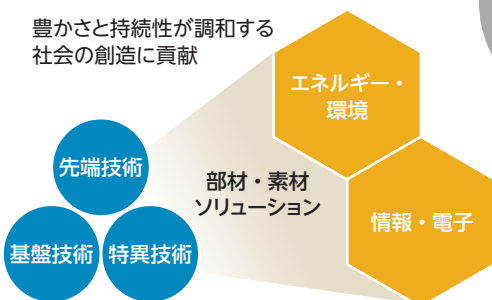 豊かさと持続性が調和する
社会の創造に貢献
エネルギー・
環境
先端技術
部材・素材
ソリューション
情報・電子
基盤技術
特異技術